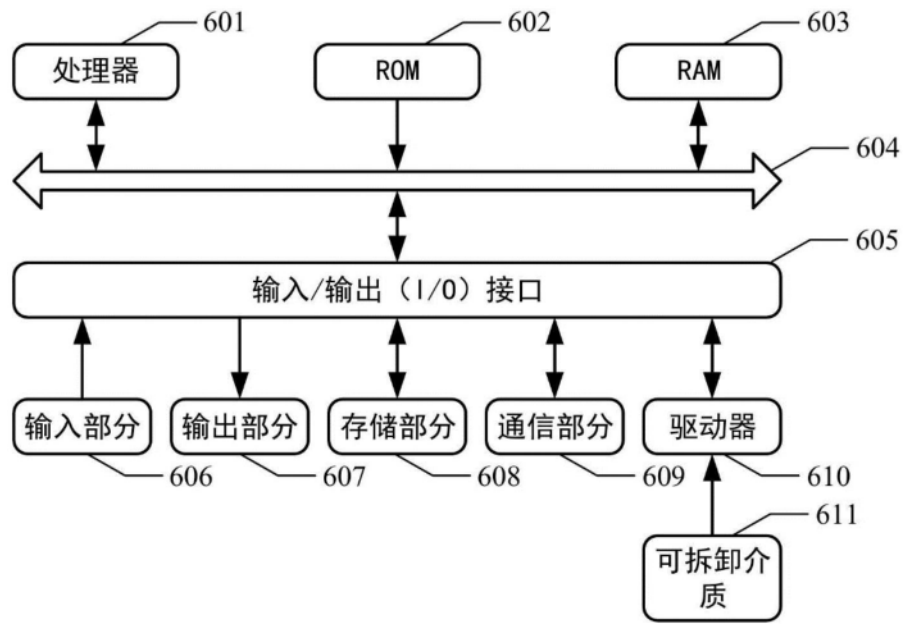 601
602
603
处理器
ROM
RAM
604
605
输入/输出（I/O）接口
输入部分
输出部分
存储部分
通信部分
驱动器
606
607
608
609
610
611
可拆卸介
质